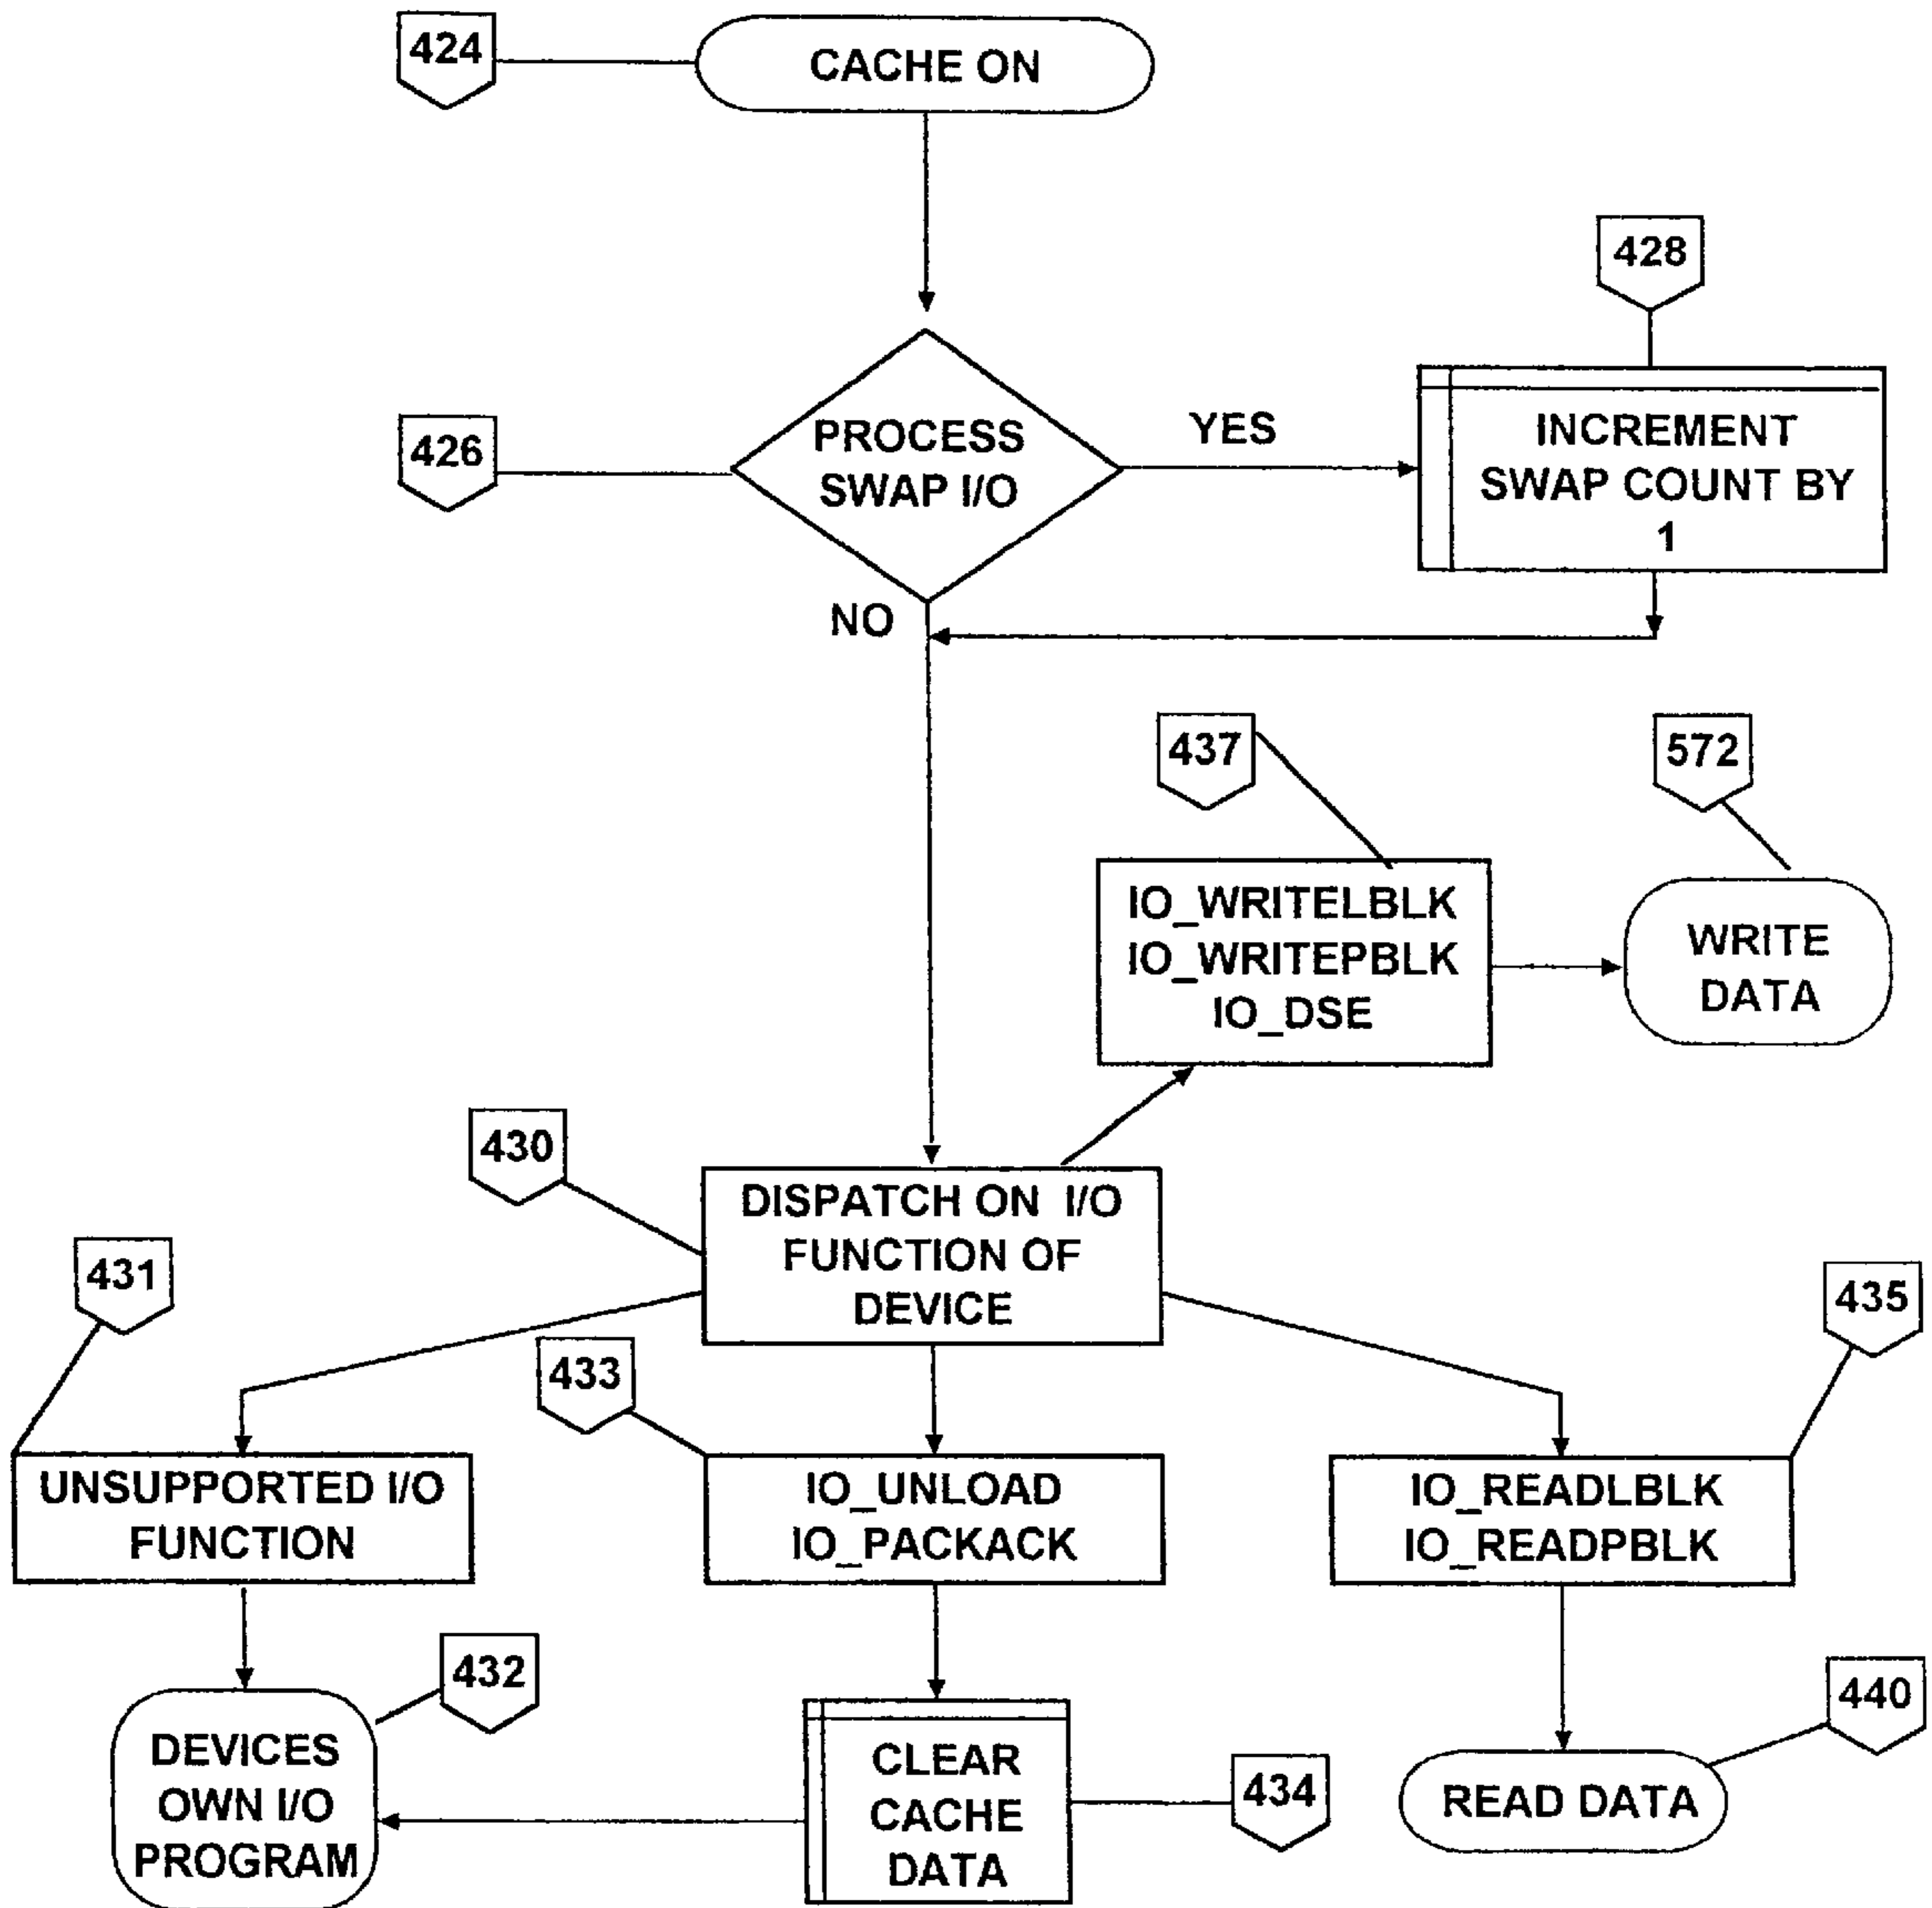 424
CACHE ON
428
426
PROCESS
SWAP I/O
YES
INCREMENT
SWAP COUNT BY
1
NO
437
572
IO_WRITELBLK
IO_WRITEPBLK
IO_DSE
WRITE
DATA
430
DISPATCH ON I/O
FUNCTION OF
DEVICE
431
433
435
UNSUPPORTED I/O
FUNCTION
IO_UNLOAD
IO_PACKACK
IO_READLBLK
IO_READPBLK
432
440
DEVICES
OWN I/O
PROGRAM
CLEAR
CACHE
DATA
434
READ DATA